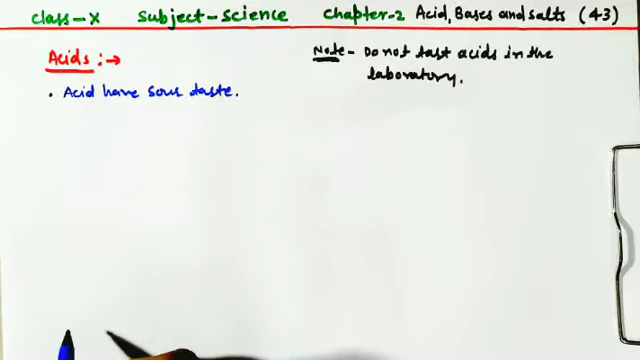 class-X Subject-Science Chapter-2 Acid, Bases and Salts (43)
Acids :→
Note - Do not tast acids in the
laboratory.
• Acid have sour taste.